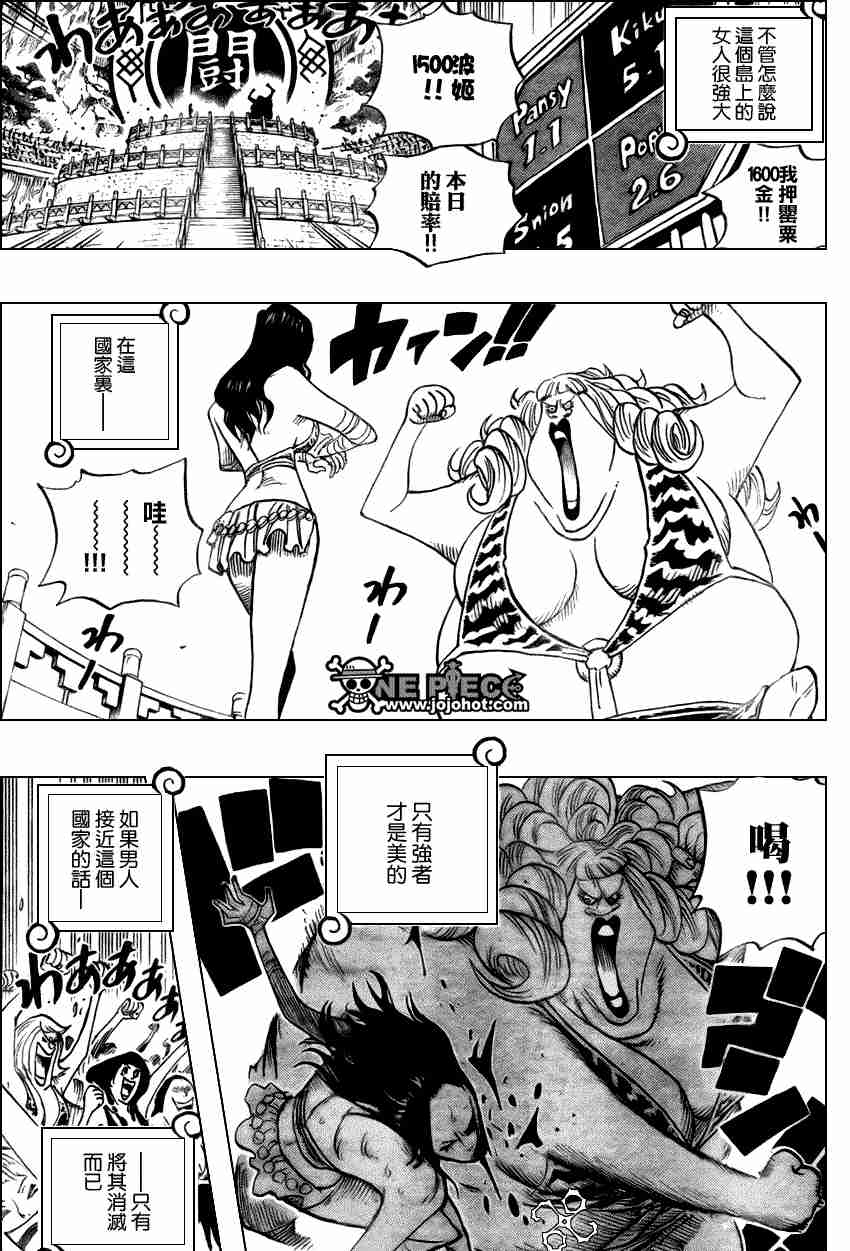 不管怎麼說
這個島上的
女人很強大
我押罌粟
1600金!!
Kiku
5.1
Pansy
1.1
Pop
2.6
Snion
5
1500波姬
!!
本日
的賠率!!
わあああああああ
闘
カイン!!
在這
國家裏—
哇
～～～!!!
わー
わー
ONE PIECE
www.jojohot.com
喝
!!!
只有強者
才是美的
如果男人
接近這個
國家的話—
わあああああ
—只有
將其消滅
而已